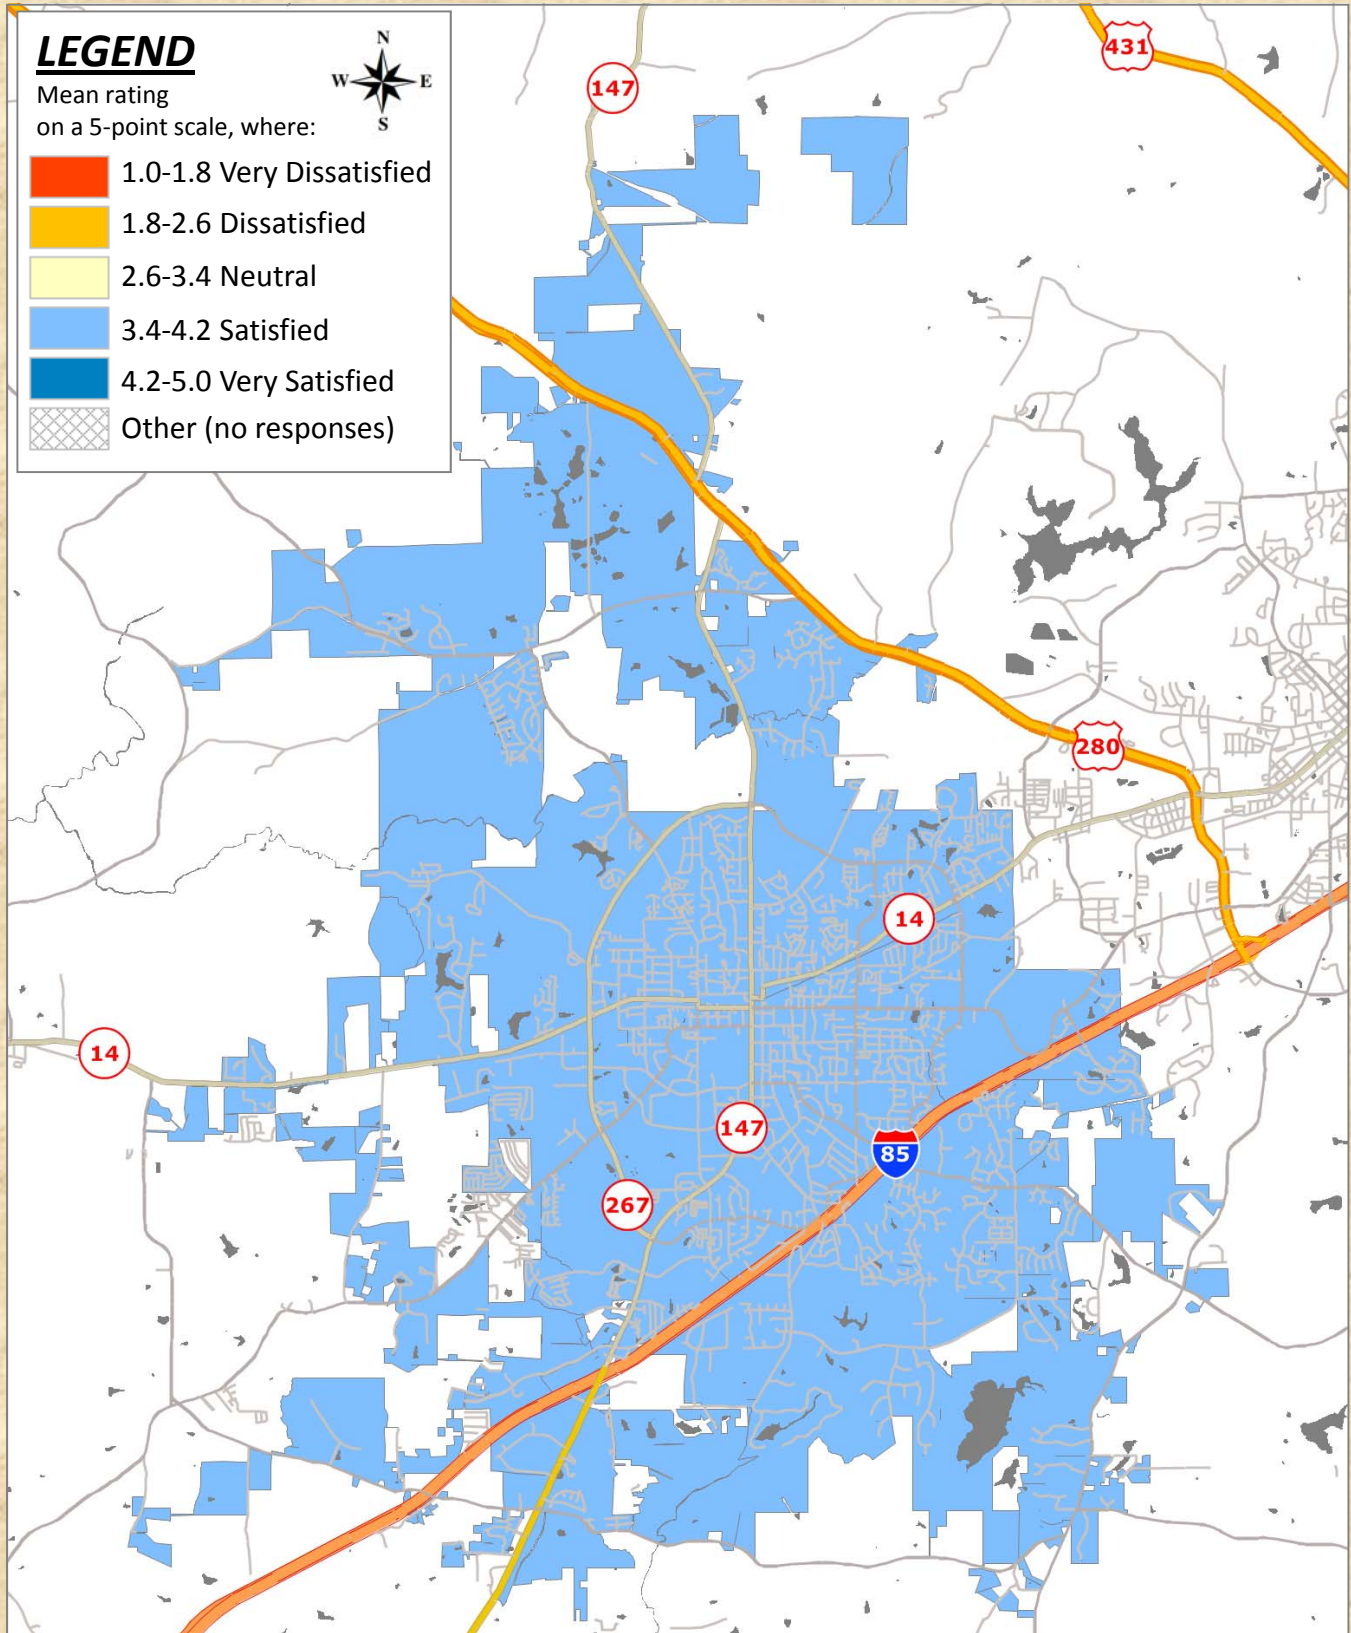 LEGEND
Mean rating
on a 5-point scale, where:
1.0-1.8 Very Dissatisfied
1.8-2.6 Dissatisfied
2.6-3.4 Neutral
3.4-4.2 Satisfied
4.2-5.0 Very Satisfied
Other (no responses)
N
W
E
S
431
147
280
14
14
147
85
267